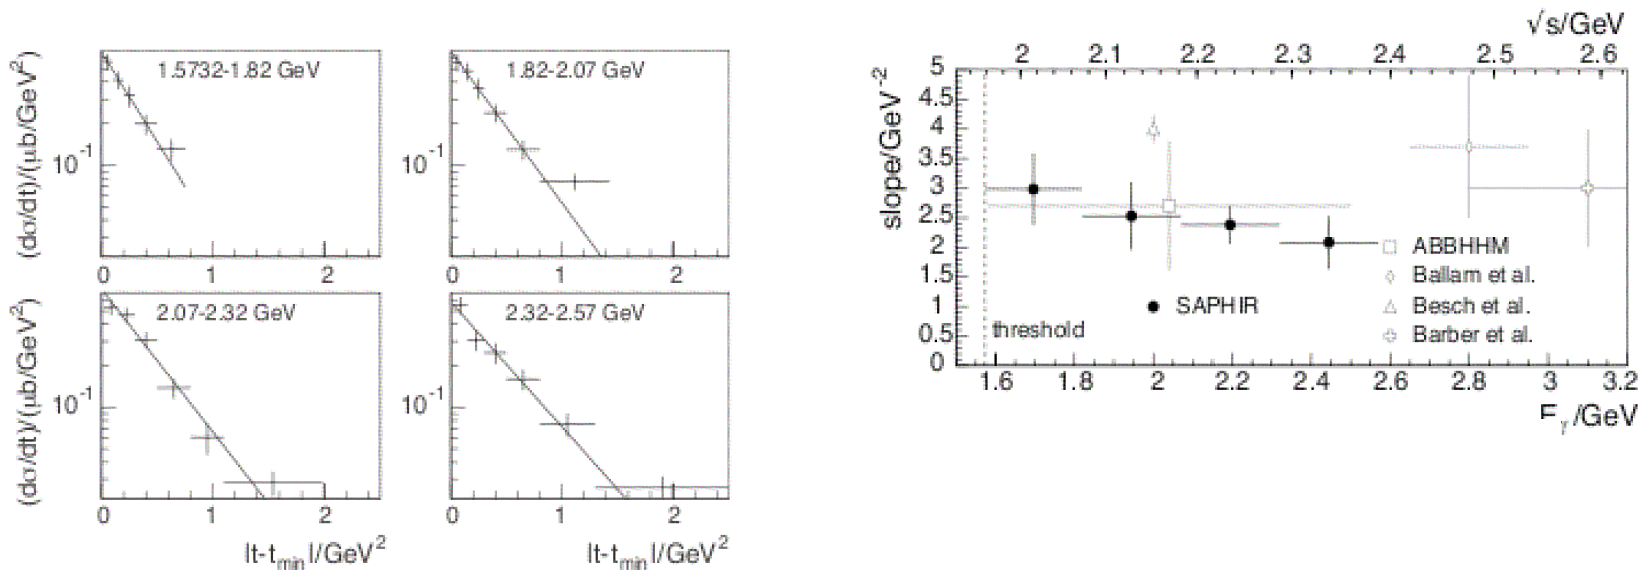 1.5732-1.82 GeV
(dσ/dt)/(μb/GeV²)
10⁻¹
0 1 2
1.82-2.07 GeV
10⁻¹
0 1 2
2.07-2.32 GeV
(dσ/dt)/(μb/GeV²)
10⁻¹
0 1 2
|t-t_min|/GeV²
2.32-2.57 GeV
10⁻¹
0 1 2
|t-t_min|/GeV²
√s/GeV
2 2.1 2.2 2.3 2.4 2.5 2.6
slope/GeV⁻²
5
4.5
4
3.5
3
2.5
2
1.5
1
0.5
0
ABBHHM
Ballam et al.
SAPHIR
Besch et al.
threshold
Barber et al.
1.6 1.8 2 2.2 2.4 2.6 2.8 3 3.2
E_γ/GeV